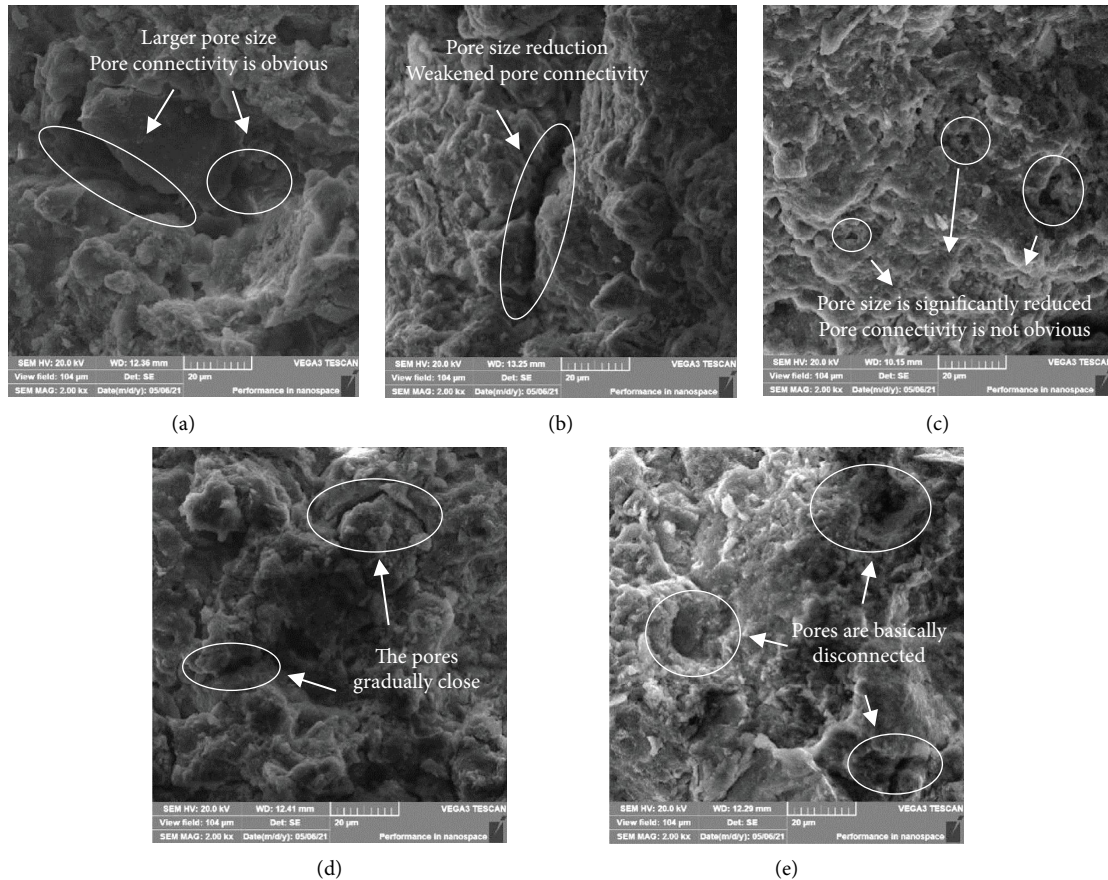 Larger pore size
Pore connectivity is obvious
SEM HV: 20.0 kV WD: 12.36 mm VEGA3 TESCAN
View field: 104 µm Det: SE 20 µm
SEM MAG: 2.00 kx Date(m/d/y): 05/06/21 Performance in nanospace
(a)
Pore size reduction
Weakened pore connectivity
SEM HV: 20.0 kV WD: 13.25 mm VEGA3 TESCAN
View field: 104 µm Det: SE 20 µm
SEM MAG: 2.00 kx Date(m/d/y): 05/06/21 Performance in nanospace
(b)
Pore size is significantly reduced
Pore connectivity is not obvious
SEM HV: 20.0 kV WD: 10.15 mm VEGA3 TESCAN
View field: 104 µm Det: SE 20 µm
SEM MAG: 2.00 kx Date(m/d/y): 05/06/21 Performance in nanospace
(c)
The pores
gradually close
SEM HV: 20.0 kV WD: 12.41 mm VEGA3 TESCAN
View field: 104 µm Det: SE 20 µm
SEM MAG: 2.00 kx Date(m/d/y): 05/06/21 Performance in nanospace
(d)
Pores are basically
disconnected
SEM HV: 20.0 kV WD: 12.29 mm VEGA3 TESCAN
View field: 104 µm Det: SE 20 µm
SEM MAG: 2.00 kx Date(m/d/y): 05/06/21 Performance in nanospace
(e)